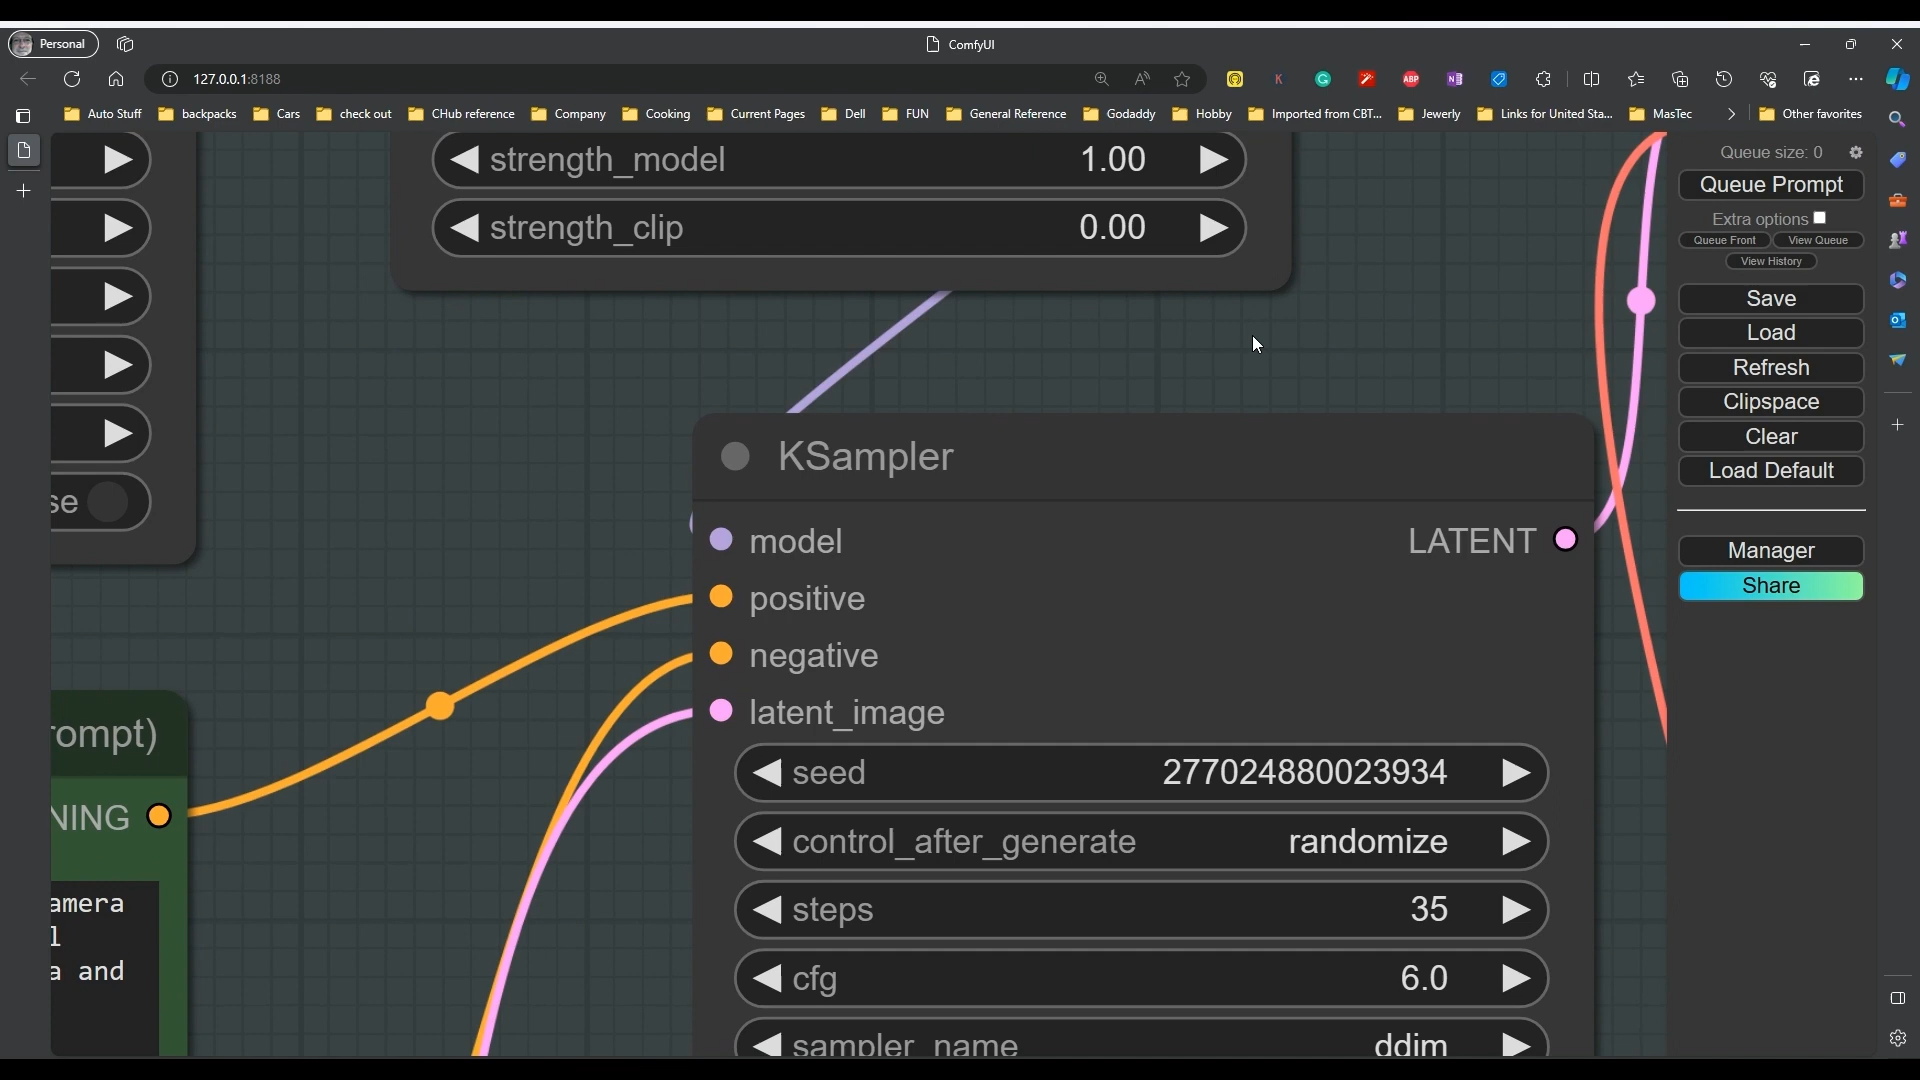 Personal
ComfyUI
127.0.0.1:8188
Auto Stuff
backpacks
Cars
check out
CHub reference
Company
Cooking
Current Pages
Dell
FUN
General Reference
Godaddy
Hobby
Imported from CBT...
Jewerly
Links for United Sta...
MasTec
Other favorites
strength_model 1.00
strength_clip 0.00
Queue size: 0
Queue Prompt
Extra options
Queue Front
View Queue
View History
Save
Load
Refresh
Clipspace
Clear
Load Default
Manager
Share
se
KSampler
model
LATENT
positive
negative
latent_image
seed 277024880023934
control_after_generate randomize
steps 35
cfg 6.0
sampler_name ddim
rompt)
NING
amera
l
a and